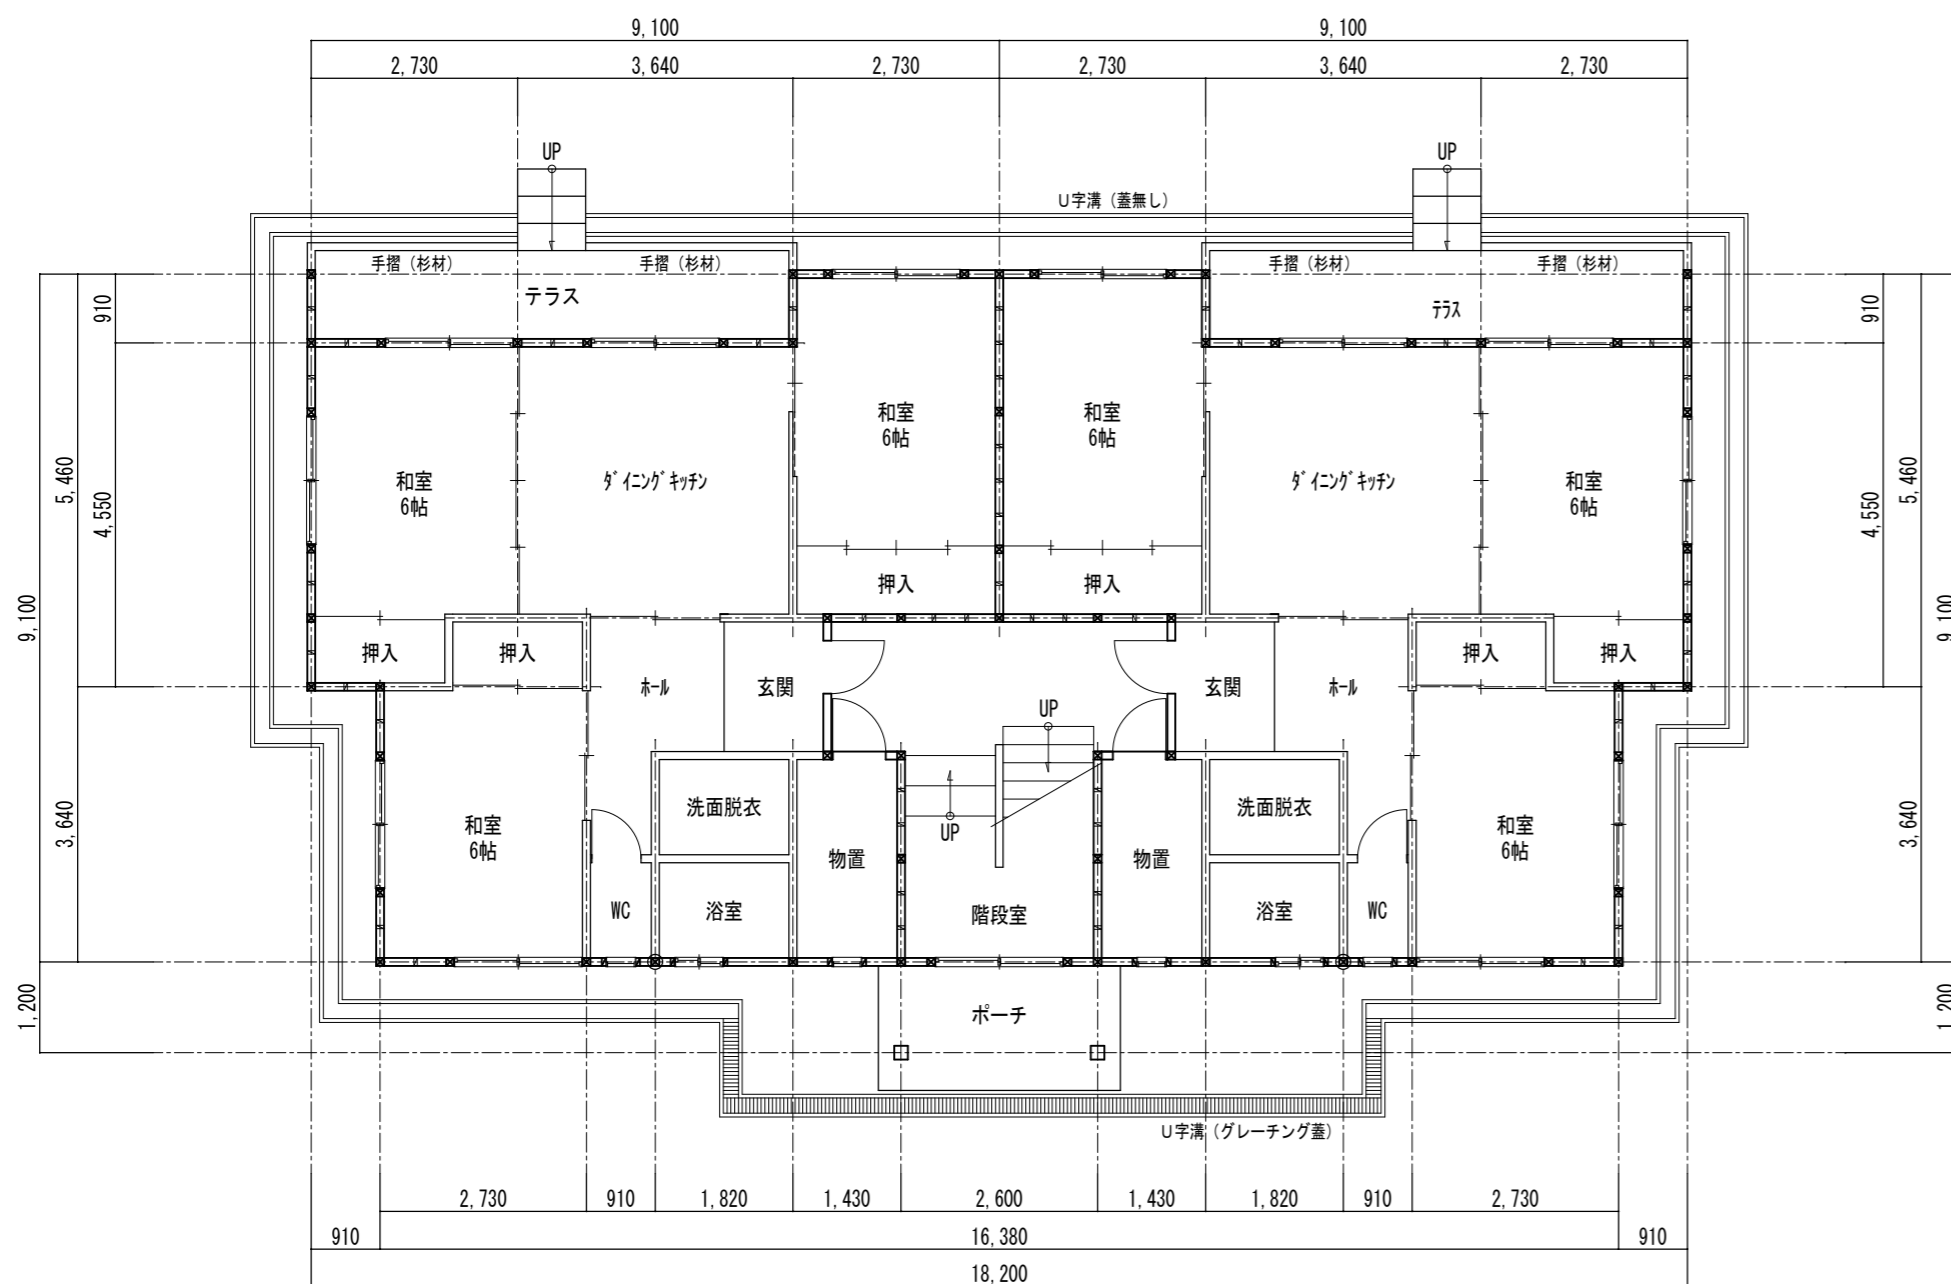 9,100 9,100
2,730 3,640 2,730 2,730 3,640 2,730
UP UP
U字溝（蓋無し）
手摺（杉材） 手摺（杉材） 手摺（杉材） 手摺（杉材）
テラス ﾃﾗｽ
910 910
和室 和室
6帖 6帖
5,460 4,550 4,550 5,460
和室 ﾀﾞｲﾆﾝｸﾞｷｯﾁﾝ ﾀﾞｲﾆﾝｸﾞｷｯﾁﾝ 和室
6帖 6帖
押入 押入
9,100 9,100
押入 押入 押入 押入
ﾎｰﾙ 玄関 玄関 ﾎｰﾙ
UP
3,640 3,640
洗面脱衣 洗面脱衣
和室 UP 和室
6帖 6帖
物置 物置
WC 浴室 階段室 浴室 WC
1,200 1,200
ポーチ
U字溝（グレーチング蓋）
2,730 910 1,820 1,430 2,600 1,430 1,820 910 2,730
910 16,380 910
18,200